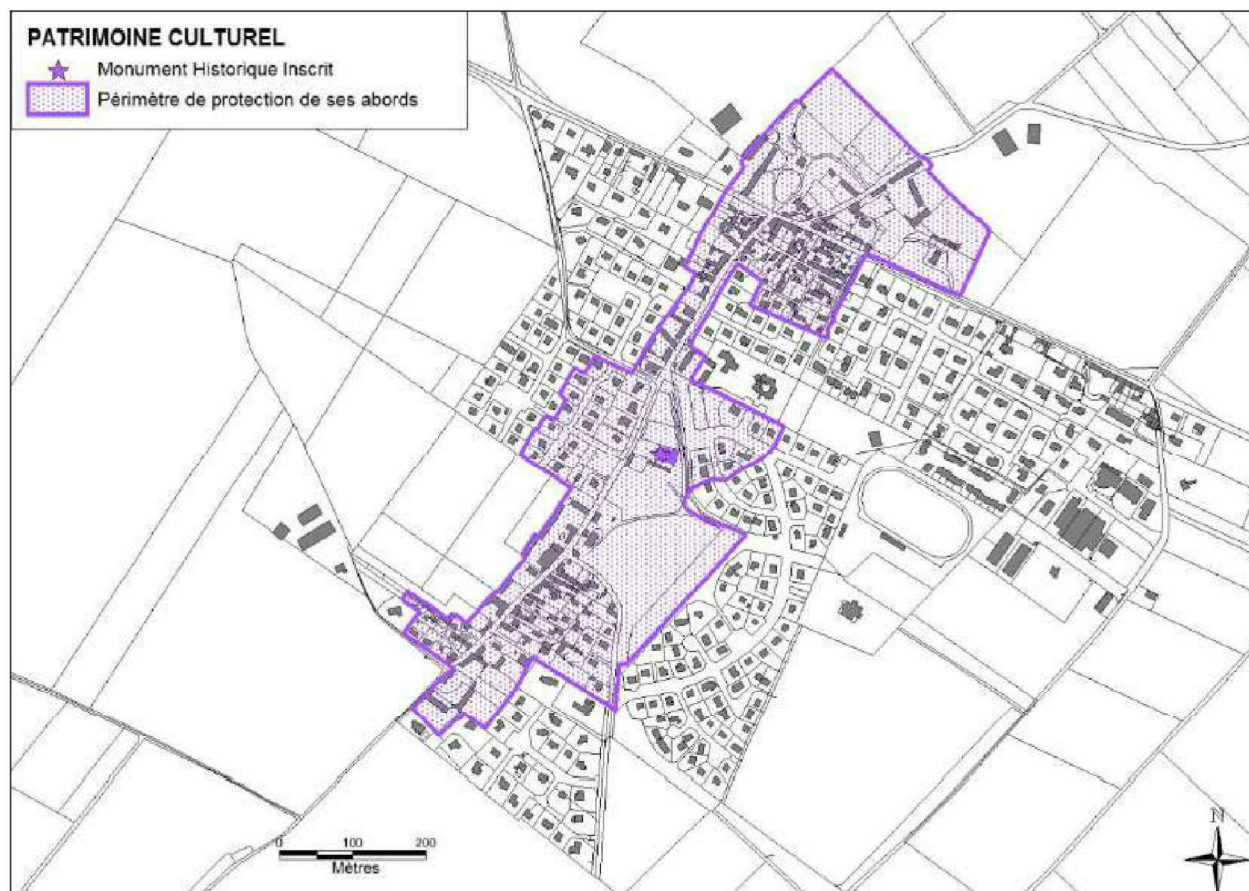 PATRIMOINE CULTUREL
Monument Historique Inscrit
Périmètre de protection de ses abords
0 100 200
Mètres
N